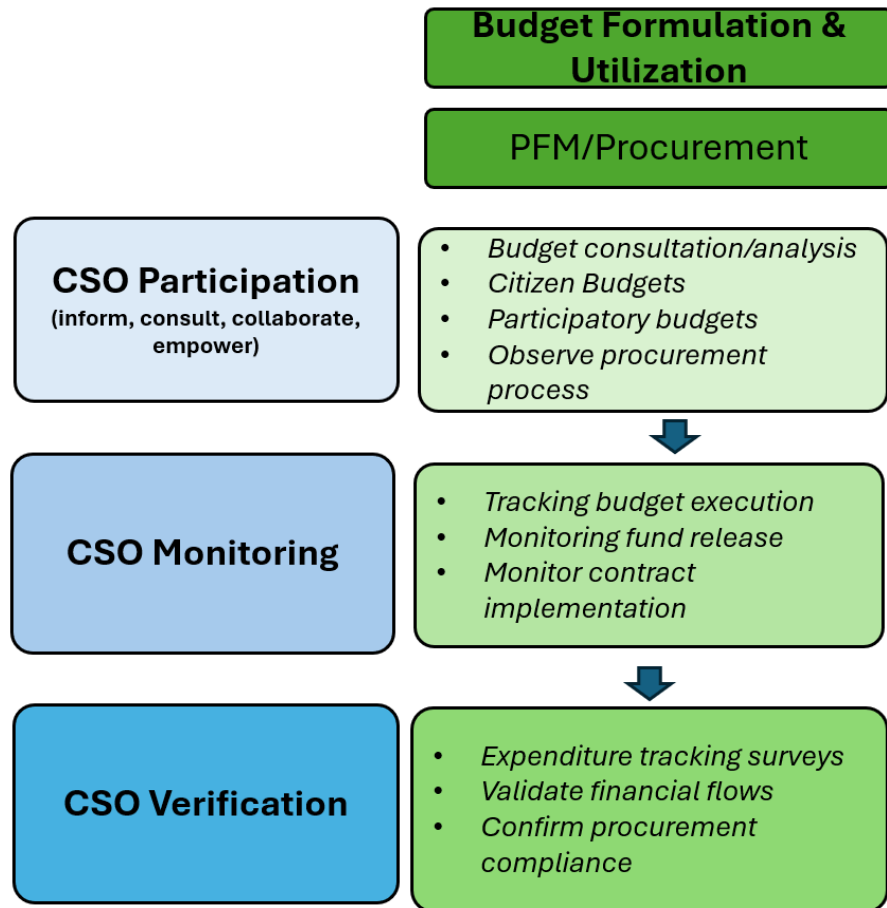 Budget Formulation &
Utilization
PFM/Procurement
CSO Participation
(inform, consult, collaborate,
empower)
• Budget consultation/analysis
• Citizen Budgets
• Participatory budgets
• Observe procurement
process
CSO Monitoring
• Tracking budget execution
• Monitoring fund release
• Monitor contract
implementation
CSO Verification
• Expenditure tracking surveys
• Validate financial flows
• Confirm procurement
compliance